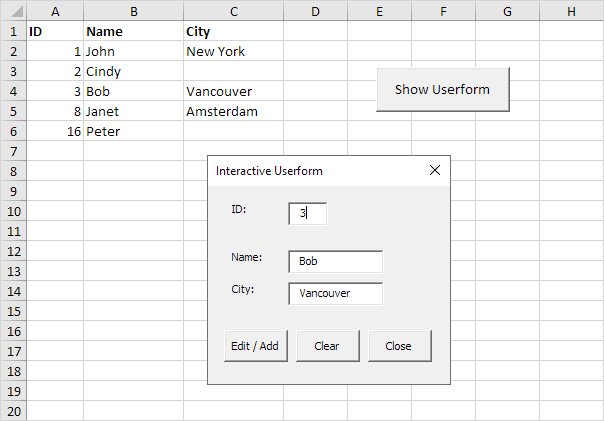 A B C D E F G H
1 ID Name City
2 1 John New York
3 2 Cindy
4 3 Bob Vancouver
Show Userform
5 8 Janet Amsterdam
6 16 Peter
7
8
Interactive Userform
9
10 ID: 3
11
12 Name: Bob
13
14 City: Vancouver
15
16
17 Edit / Add Clear Close
18
19
20